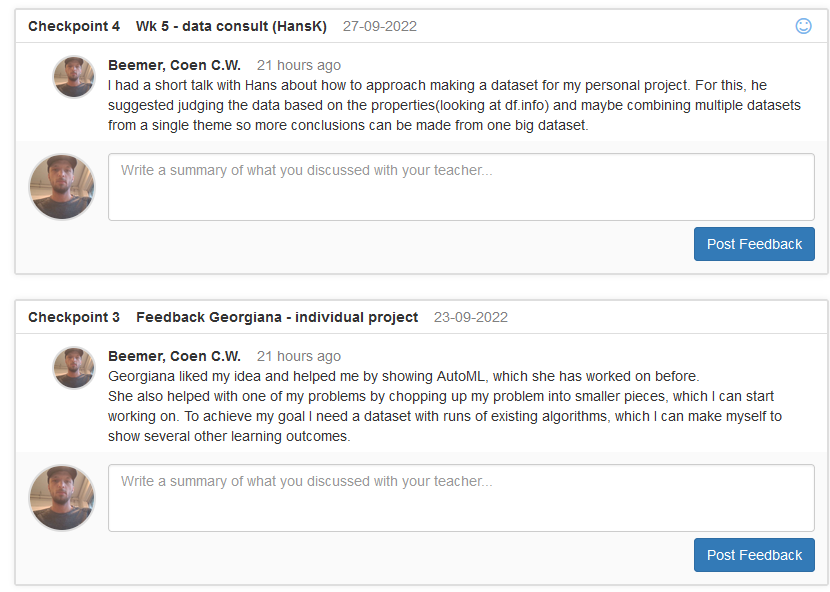 Checkpoint 4 Wk 5 - data consult (HansK) 27-09-2022
Beemer, Coen C.W. 21 hours ago
I had a short talk with Hans about how to approach making a dataset for my personal project. For this, he
suggested judging the data based on the properties(looking at df.info) and maybe combining multiple datasets
from a single theme so more conclusions can be made from one big dataset.
Write a summary of what you discussed with your teacher...
Post Feedback
Checkpoint 3 Feedback Georgiana - individual project 23-09-2022
Beemer, Coen C.W. 21 hours ago
Georgiana liked my idea and helped me by showing AutoML, which she has worked on before.
She also helped with one of my problems by chopping up my problem into smaller pieces, which I can start
working on. To achieve my goal I need a dataset with runs of existing algorithms, which I can make myself to
show several other learning outcomes.
Write a summary of what you discussed with your teacher...
Post Feedback